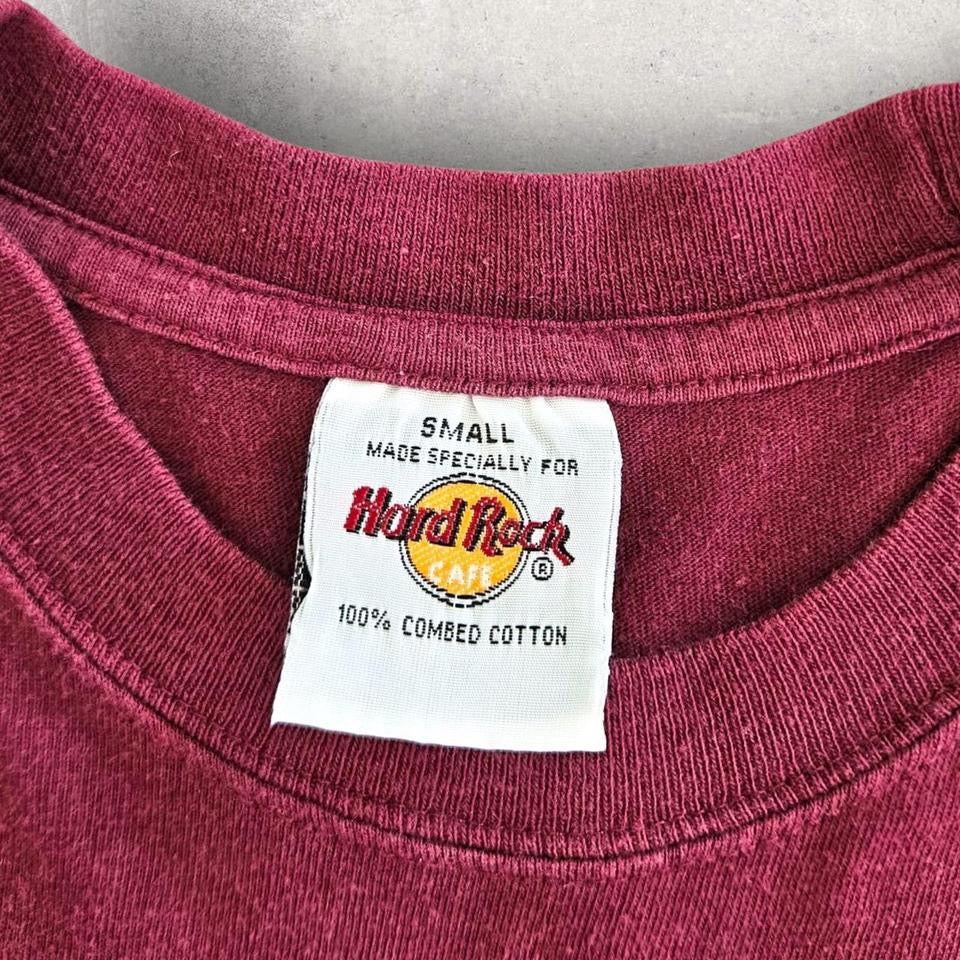 SMALL
MADE SPECIALLY FOR
Hard Rock
CAFE
®
100% COMBED COTTON